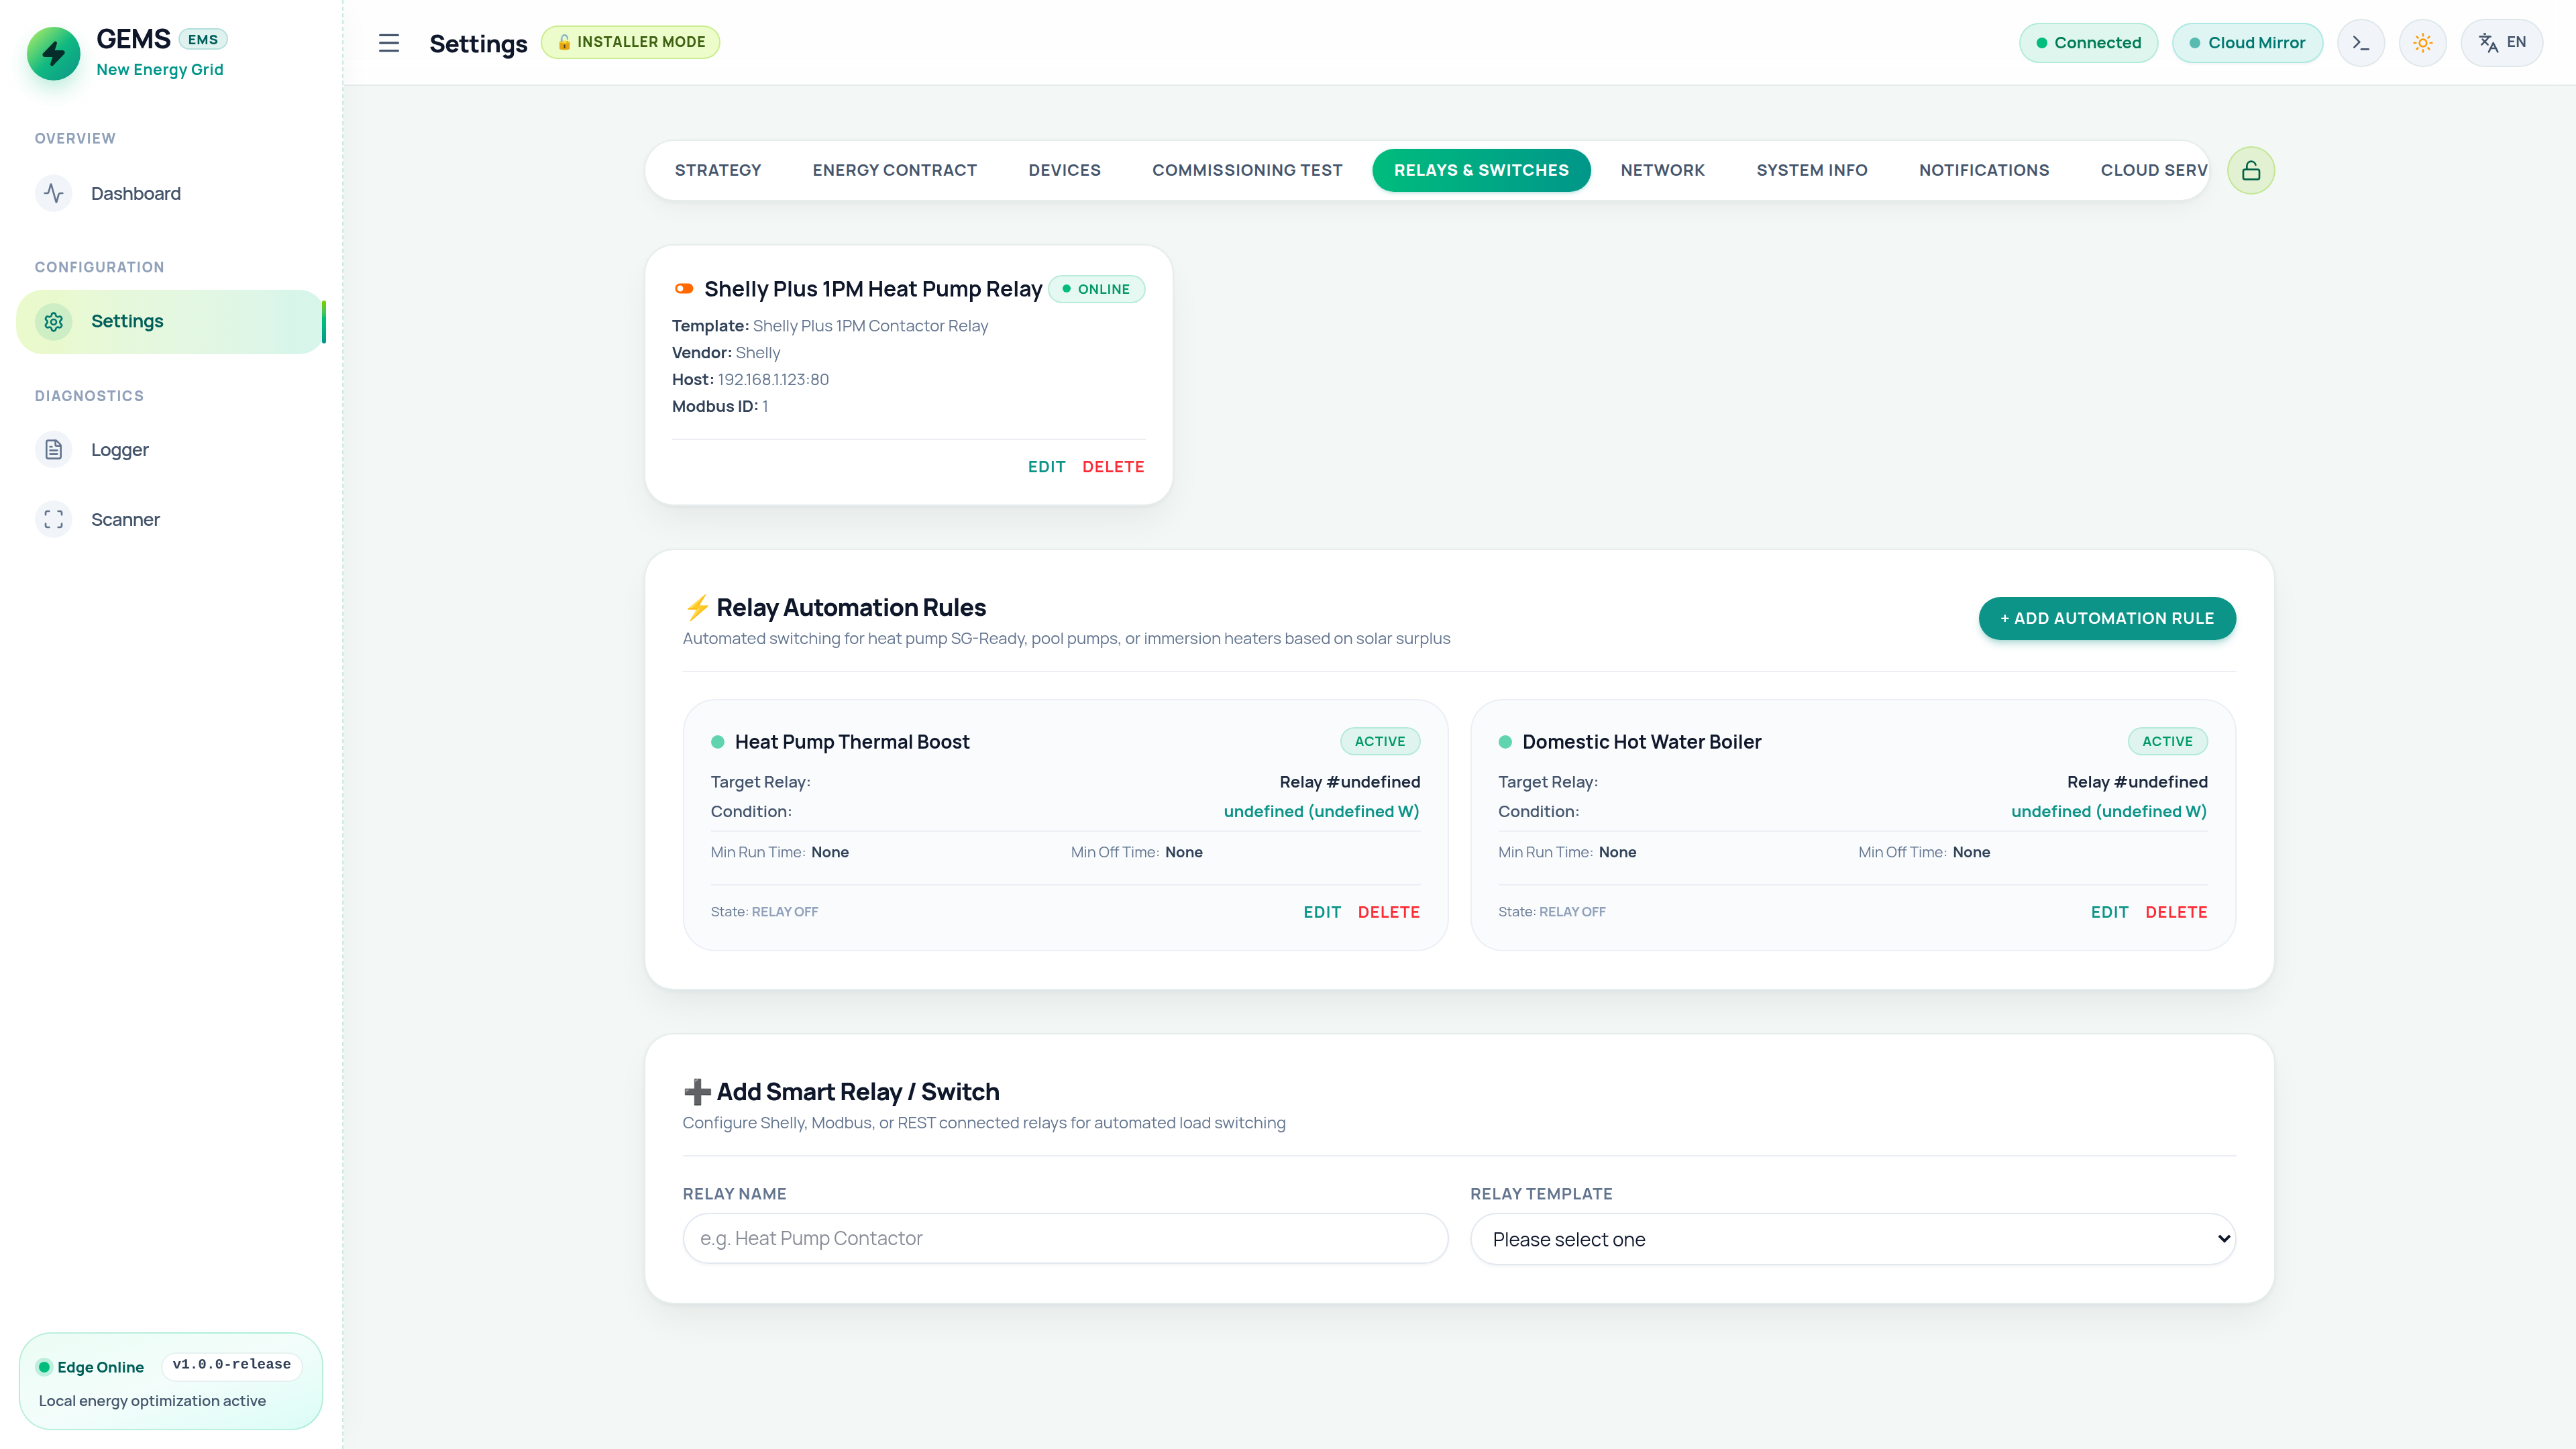 GEMS EMS
New Energy Grid
OVERVIEW
Dashboard
CONFIGURATION
Settings
DIAGNOSTICS
Logger
Scanner
Edge Online v1.0.0-release
Local energy optimization active
Settings 🔓 INSTALLER MODE
Connected Cloud Mirror EN
STRATEGY ENERGY CONTRACT DEVICES COMMISSIONING TEST RELAYS & SWITCHES NETWORK SYSTEM INFO NOTIFICATIONS CLOUD SERV
Shelly Plus 1PM Heat Pump Relay ONLINE
Template: Shelly Plus 1PM Contactor Relay
Vendor: Shelly
Host: 192.168.1.123:80
Modbus ID: 1
EDIT DELETE
⚡ Relay Automation Rules
Automated switching for heat pump SG-Ready, pool pumps, or immersion heaters based on solar surplus
+ ADD AUTOMATION RULE
Heat Pump Thermal Boost ACTIVE
Target Relay: Relay #undefined
Condition: undefined (undefined W)
Min Run Time: None Min Off Time: None
State: RELAY OFF EDIT DELETE
Domestic Hot Water Boiler ACTIVE
Target Relay: Relay #undefined
Condition: undefined (undefined W)
Min Run Time: None Min Off Time: None
State: RELAY OFF EDIT DELETE
➕ Add Smart Relay / Switch
Configure Shelly, Modbus, or REST connected relays for automated load switching
RELAY NAME
e.g. Heat Pump Contactor
RELAY TEMPLATE
Please select one